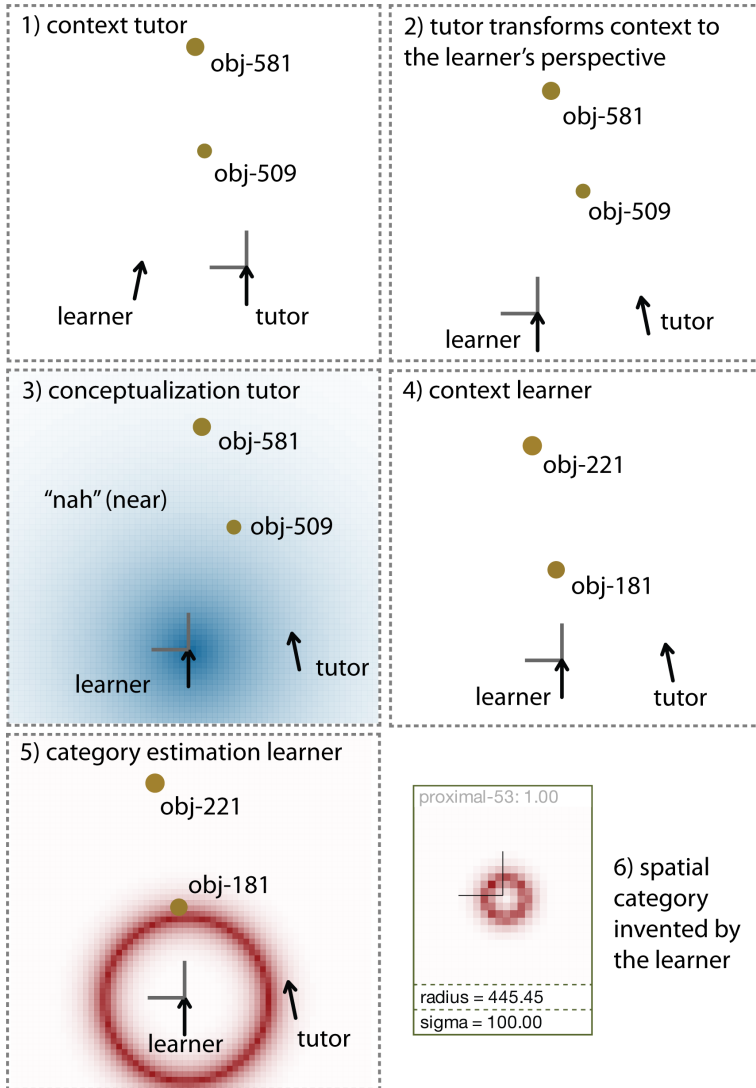 1) context tutor
obj-581
obj-509
learner
tutor
2) tutor transforms context to
the learner's perspective
obj-581
obj-509
learner
tutor
3) conceptualization tutor
obj-581
“nah” (near)
obj-509
learner
tutor
4) context learner
obj-221
obj-181
learner
tutor
5) category estimation learner
obj-221
obj-181
learner
tutor
proximal-53: 1.00
radius = 445.45
sigma = 100.00
6) spatial
category
invented by
the learner